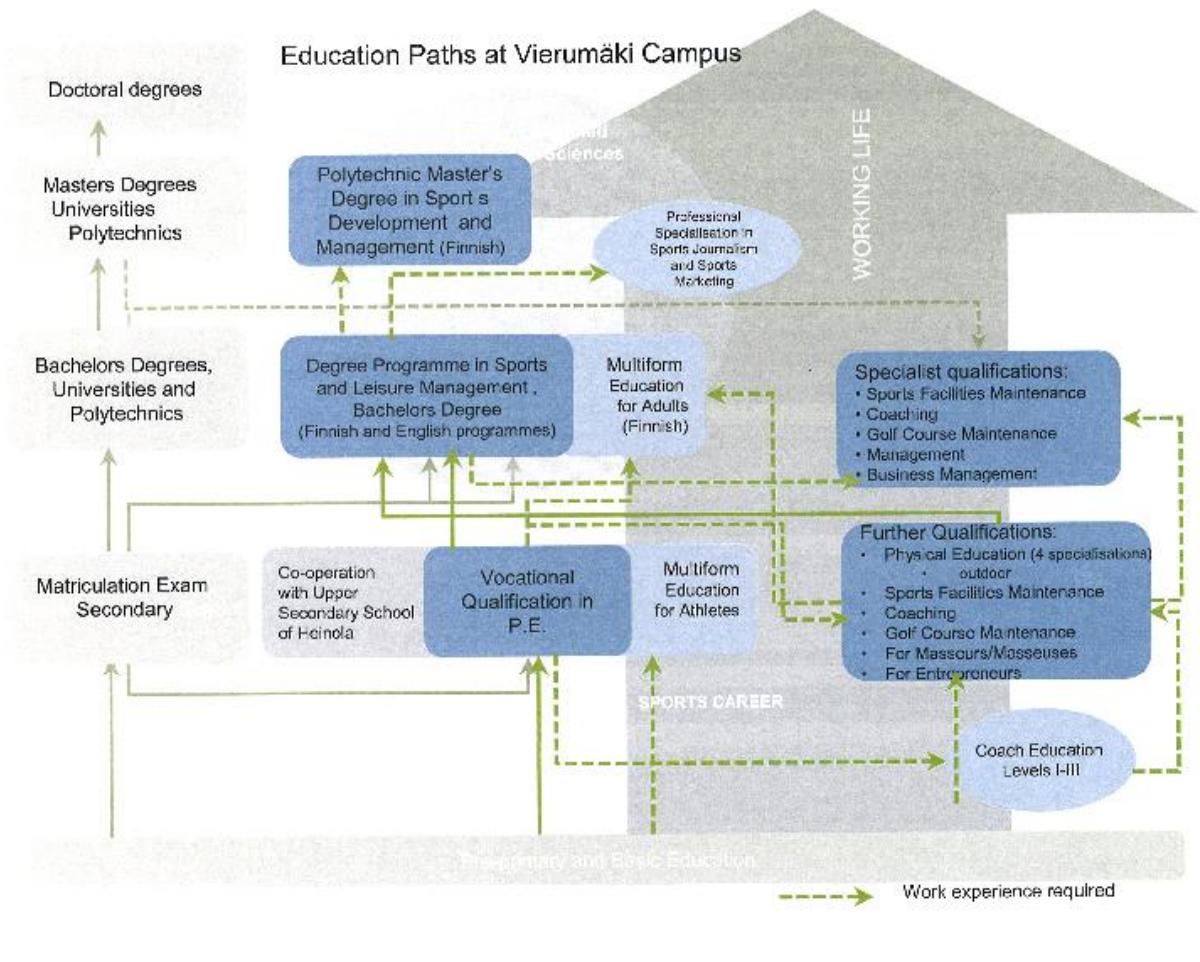 Education Paths at Vierumäki Campus
Doctoral degrees
Masters Degrees
Universities
Polytechnics
Bachelors Degrees,
Universities and
Polytechnics
Matriculation Exam
Secondary
Sciences
Polytechnic Master's
Degree in Sport s
Development and
Management (Finnish)
Professional
Specialisation in
Sports Journalism
and Sports
Marketing
WORKING LIFE
Degree Programme in Sports
and Leisure Management ,
Bachelors Degree
(Finnish and English programmes)
Multiform
Education
for Adults
(Finnish)
Specialist qualifications:
• Sports Facilities Maintenance
• Coaching
• Golf Course Maintenance
• Management
• Business Management
Co-operation
with Upper
Secondary School
of Heinola
Vocational
Qualification in
P.E.
Multiform
Education
for Athletes
Further Qualifications:
• Physical Education (4 specialisations)
• outdoor
• Sports Facilities Maintenance
• Coaching
• Golf Course Maintenance
• For Masseurs/Masseuses
• For Entrepreneurs
SPORTS CAREER
Coach Education
Levels I-III
Pre-primary and Basic Education
Work experience required